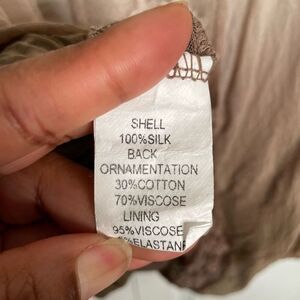 SHELL
100%SILK
BACK
ORNAMENTATION
30%COTTON
70%VISCOSE
LINING
95%VISCOSE